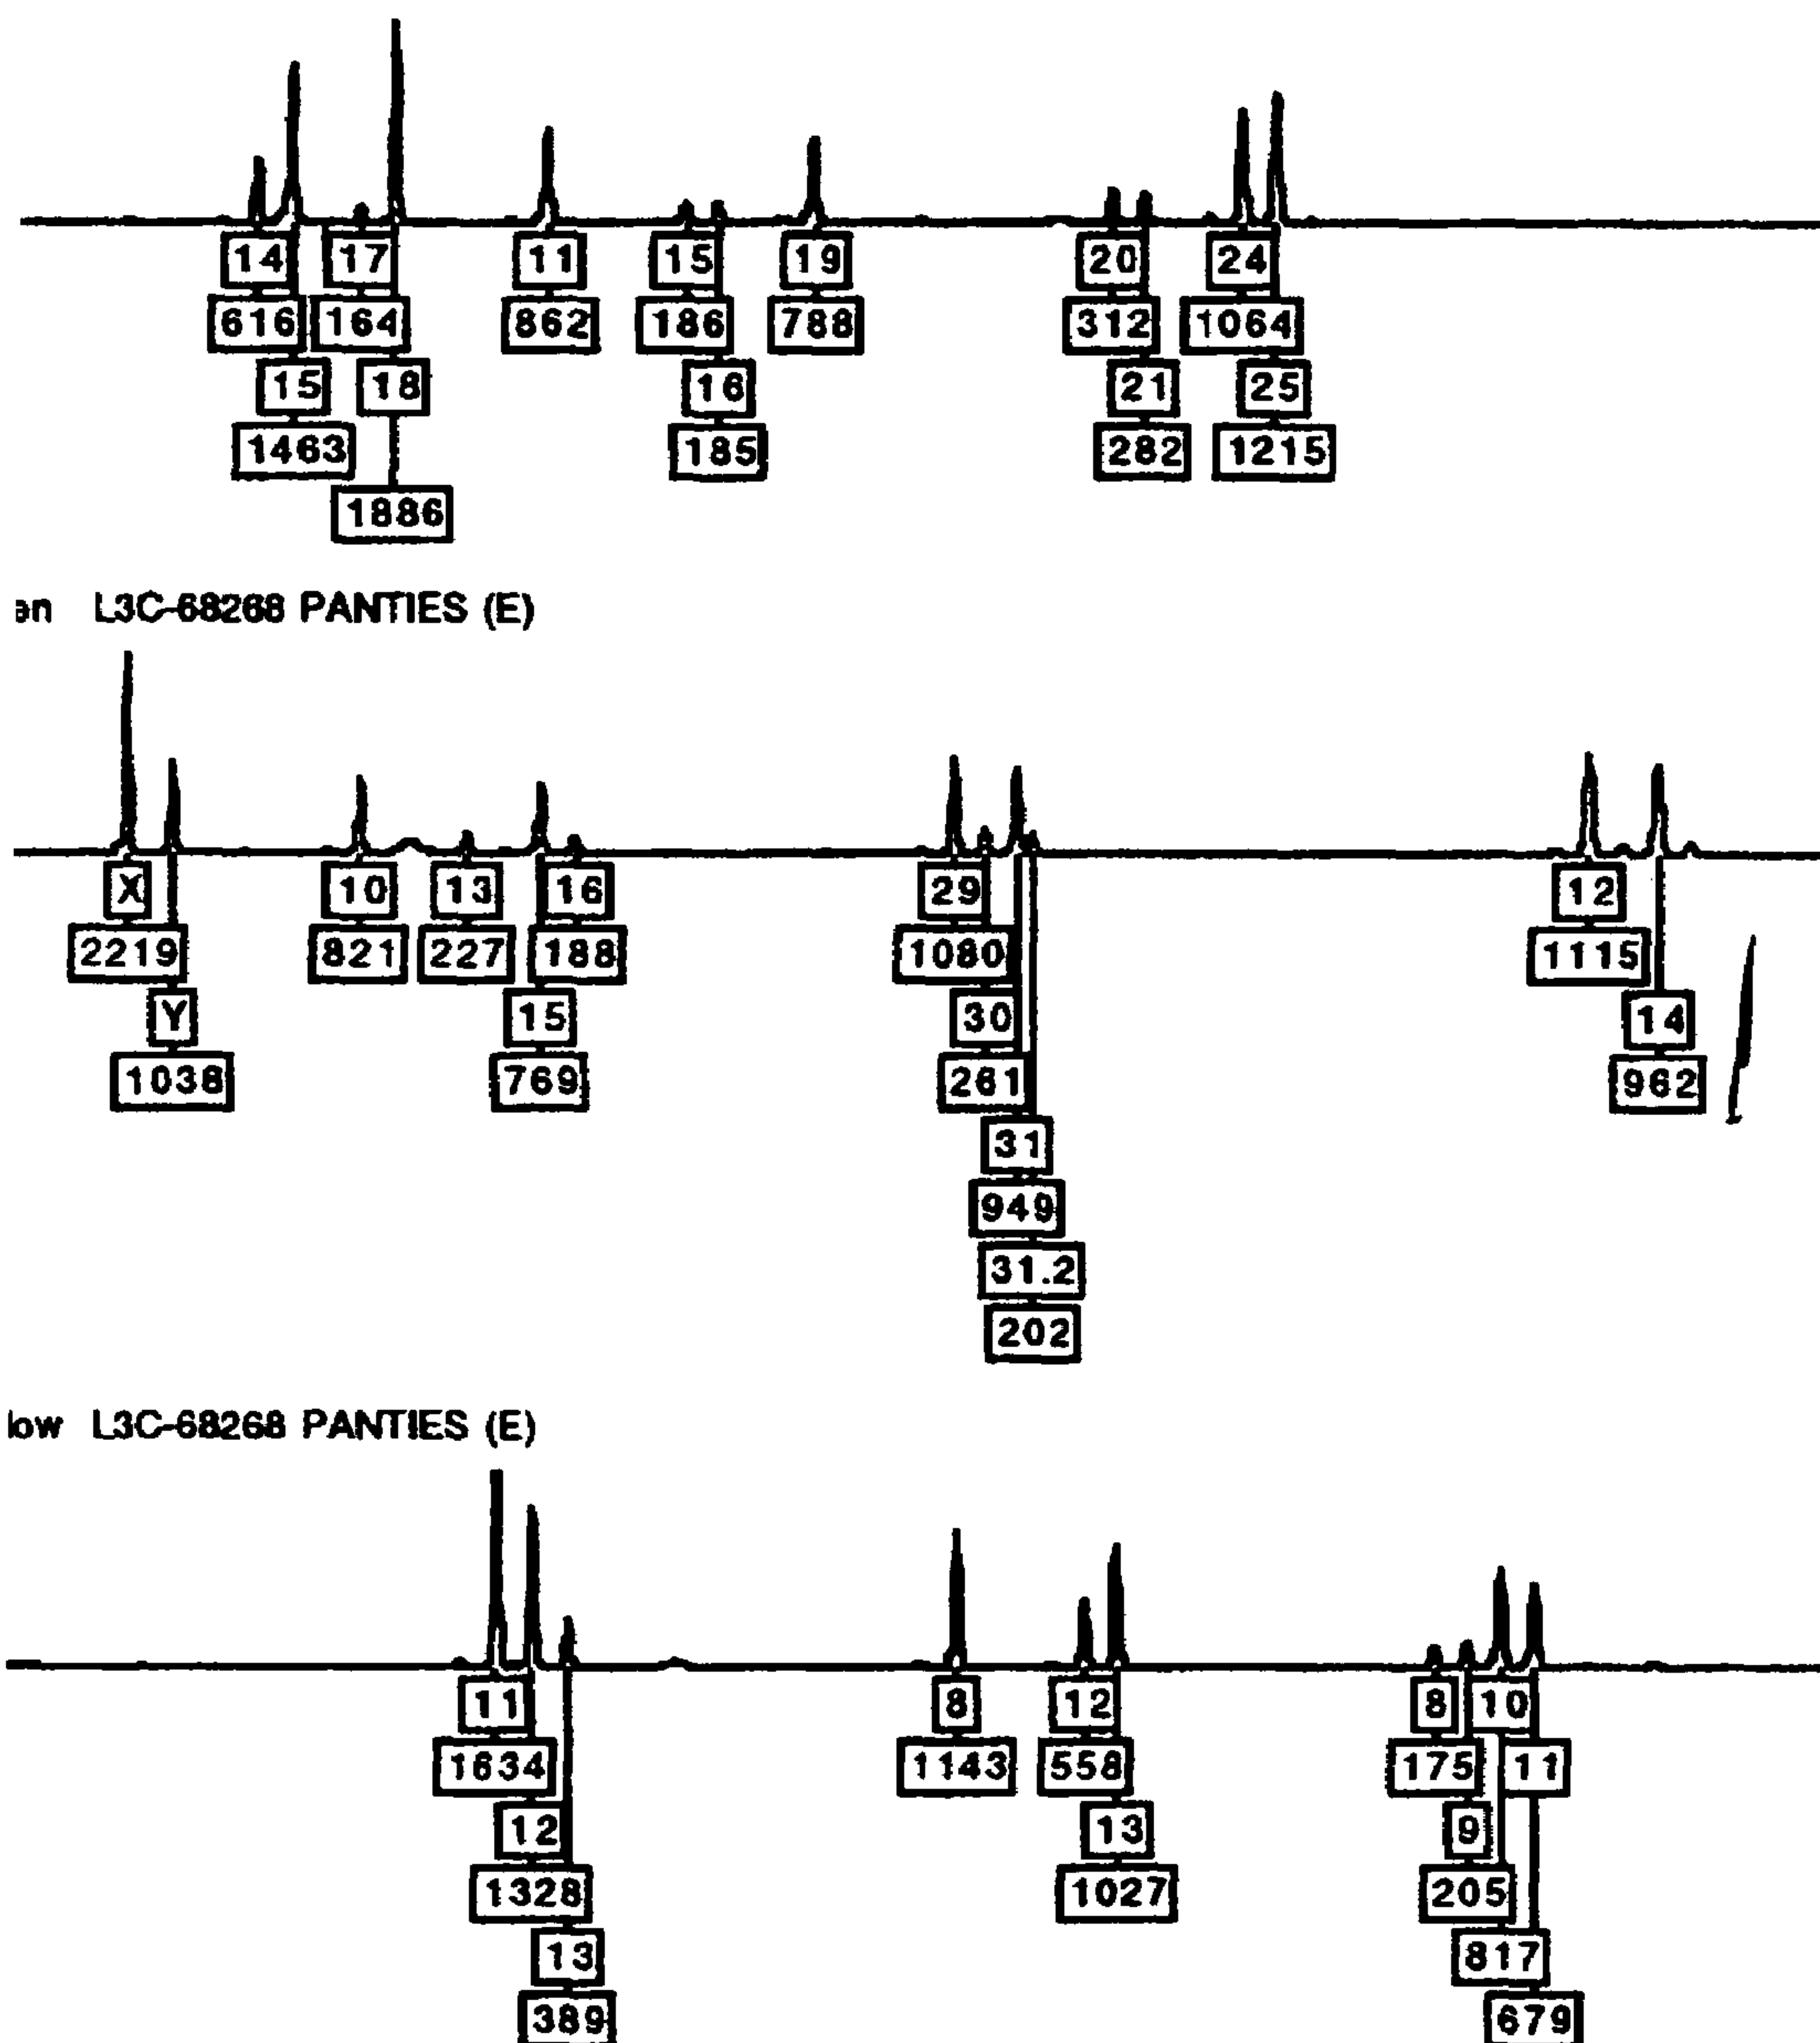 14 17 11 15 19 20 24
616 164 862 186 788 312 1064
15 18 16 21 25
1463 185 282 1215
1886
L3C-68268 PANTIES (E)
X 10 13 16 29 12
2219 821 227 188 1080 1115
Y 15 30 14
1038 769 261 962
31
949
31.2
202
low L3C-68268 PANTIES (E)
11 8 12 8 10
1634 1143 558 175 11
12 13 9
1328 1027 205
13 817
389 679